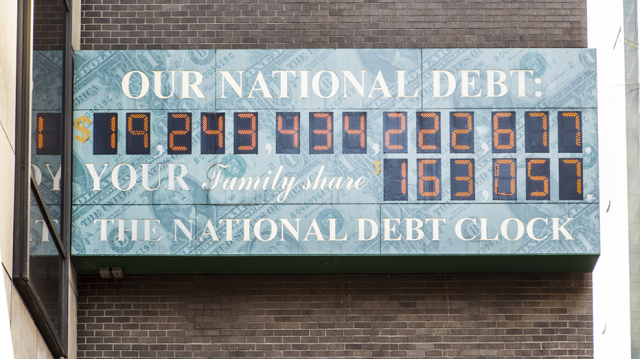 OUR NATIONAL DEBT:
$19,243,434,222,677
YOUR Family share $163,057
THE NATIONAL DEBT CLOCK